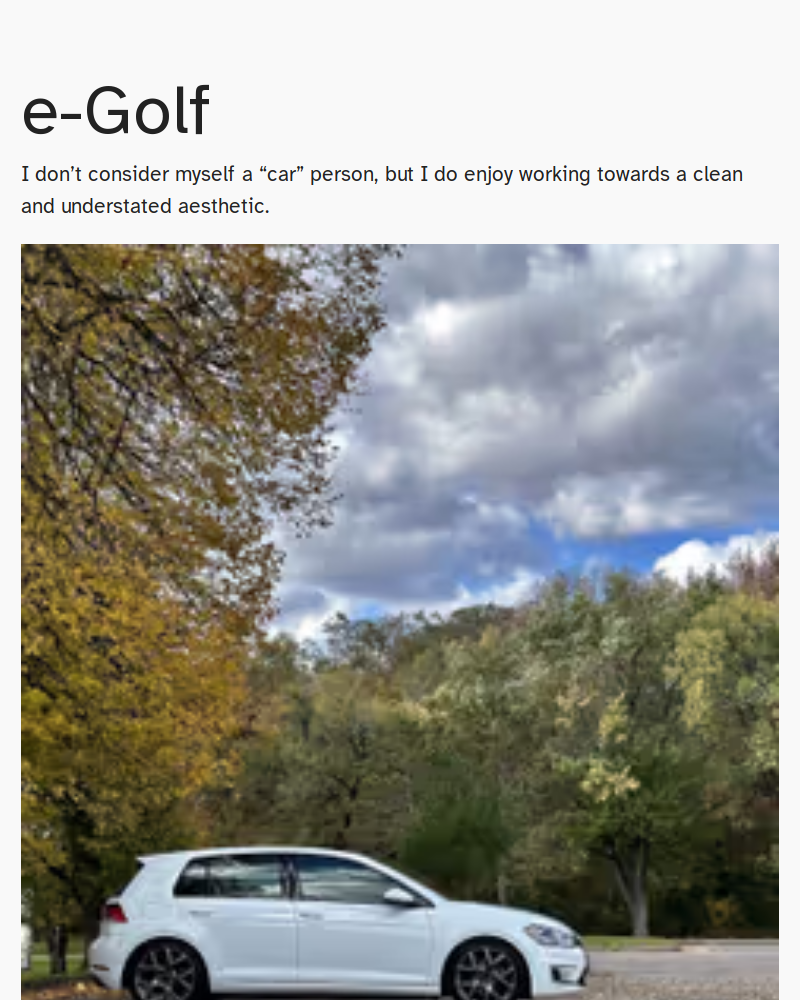 e-Golf
I don’t consider myself a “car” person, but I do enjoy working towards a clean
and understated aesthetic.